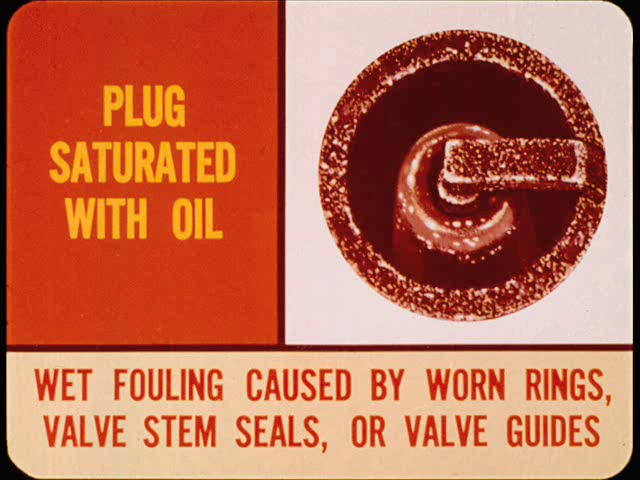 PLUG
SATURATED
WITH OIL
WET FOULING CAUSED BY WORN RINGS,
VALVE STEM SEALS, OR VALVE GUIDES